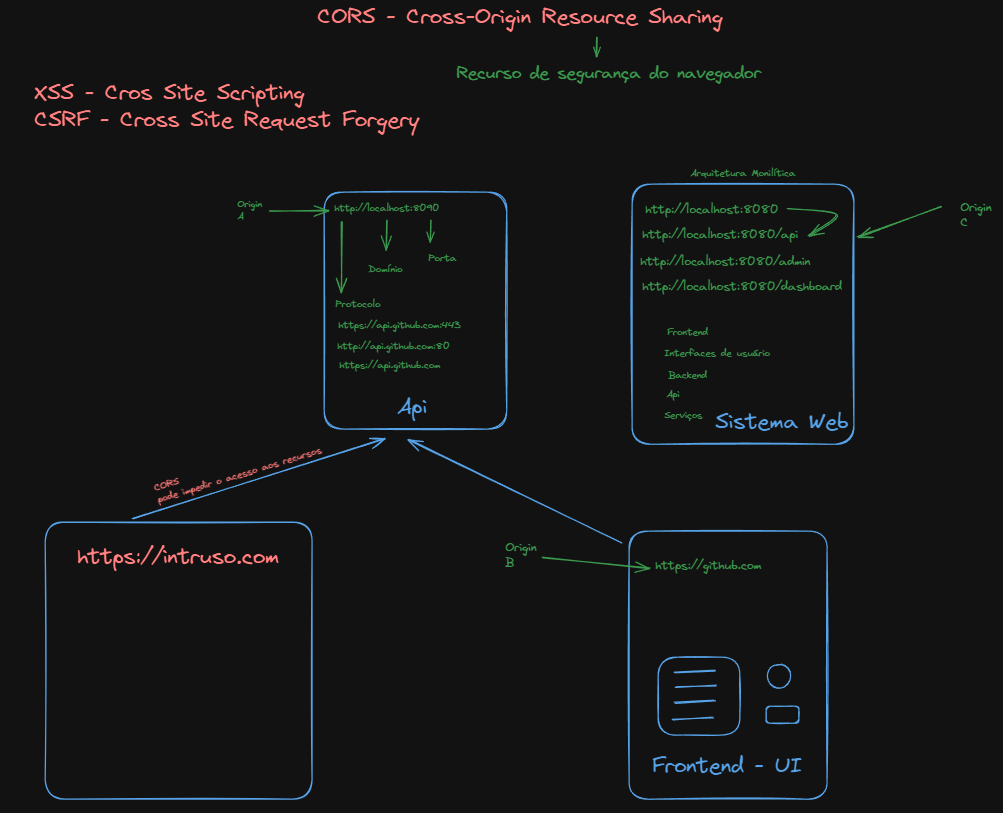 CORS - Cross-Origin Resource Sharing
Recurso de segurança do navegador
XSS - Cros Site Scripting
CSRF - Cross Site Request Forgery
Origin
A
http://localhost:8090
Domínio
Porta
Protocolo
https://api.github.com:443
http://api.github.com:80
https://api.github.com
Api
Arquitetura Monilítica
http://localhost:8080
http://localhost:8080/api
http://localhost:8080/admin
http://localhost:8080/dashboard
Frontend
Interfaces de usuário
Backend
Api
Serviços
Sistema Web
Origin
C
CORS
pode impedir o acesso aos recursos
https://intruso.com
Origin
B
https://github.com
Frontend - UI